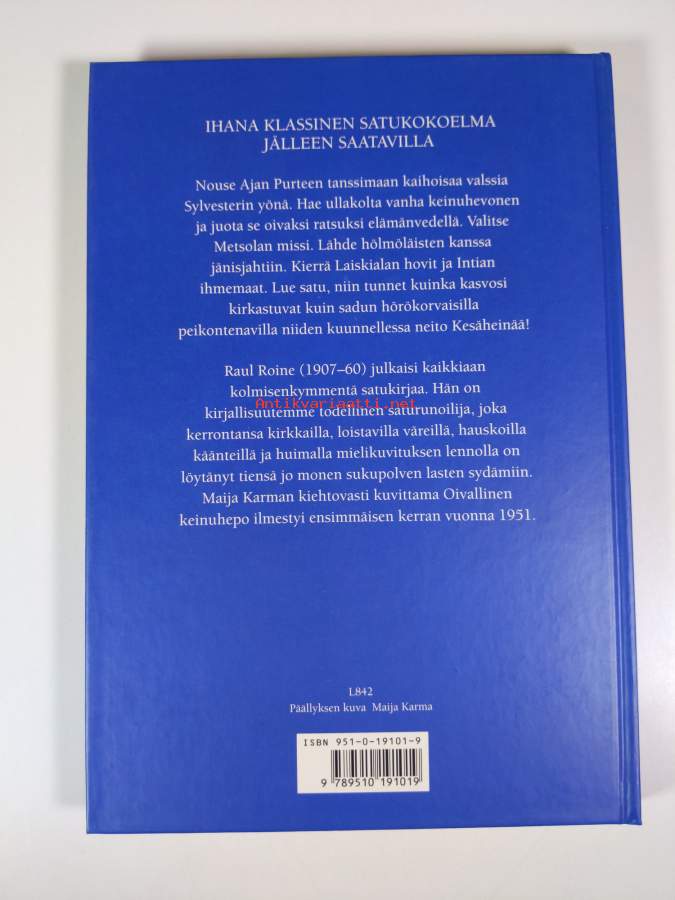 IHANA KLASSINEN SATUKOKOELMA
JÄLLEEN SAATAVILLA
Nouse Ajan Purteen tanssimaan kaihoisaa valssia
Sylvesterin yönä. Hae ullakolta vanha keinuhevonen
ja juota se oivaksi ratsuksi elämänvedellä. Valitse
Metsolan missi. Lähde hölmöläisten kanssa
jänisjahtiin. Kierrä Laiskialan hovit ja Intian
ihmemaat. Lue satu, niin tunnet kuinka kasvosi
kirkastuvat kuin sadun hörökorvaisilla
peikontenavilla niiden kuunnellessa neito Kesäheinää!
Raul Roine (1907–60) julkaisi kaikkiaan
kolmisenkymmentä satukirjaa. Hän on
Antikvariaatti.net
kirjallisuutemme todellinen saturunoilija, joka
kerrontansa kirkkailla, loistavilla väreillä, hauskoilla
käänteillä ja huimalla mielikuvituksen lennolla on
löytänyt tiensä jo monen sukupolven lasten sydämiin.
Maija Karman kiehtovasti kuvittama Oivallinen
keinuhepo ilmestyi ensimmäisen kerran vuonna 1951.
L842
Päällyksen kuva Maija Karma
ISBN 951-0-19101-9
9 789510 191019